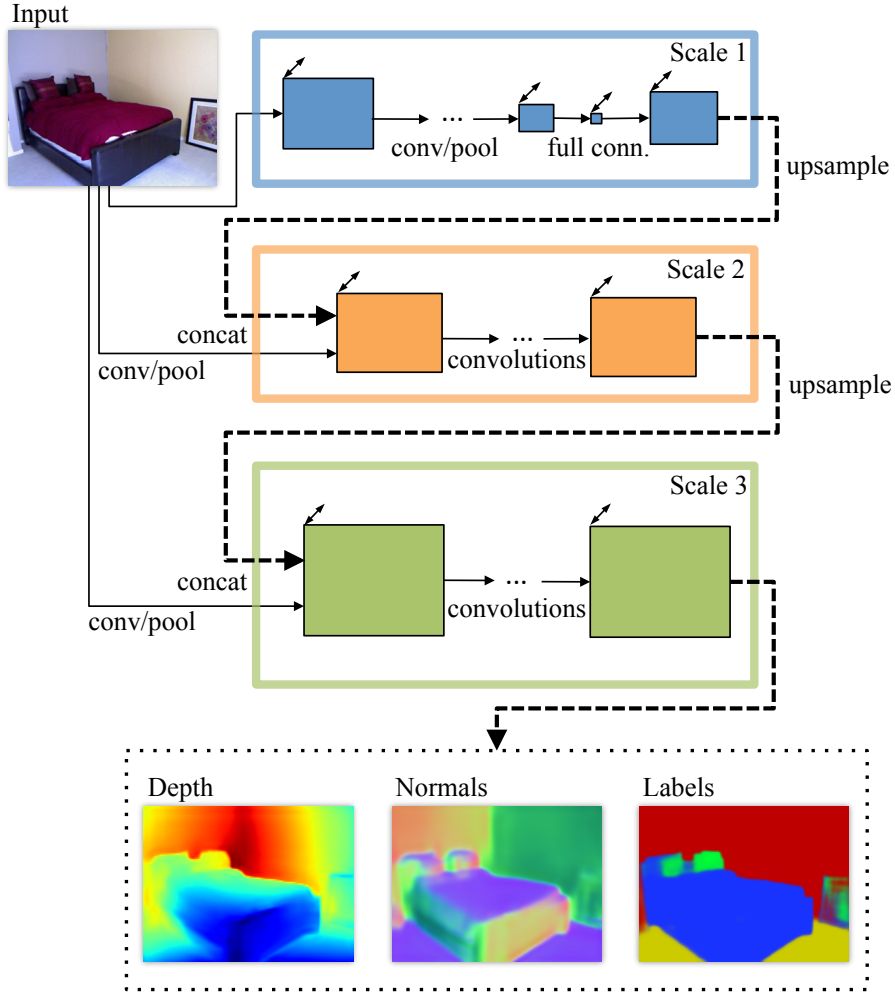 Input
Scale 1
...
conv/pool
full conn.
upsample
Scale 2
concat
...
conv/pool
convolutions
upsample
Scale 3
concat
...
conv/pool
convolutions
Depth
Normals
Labels